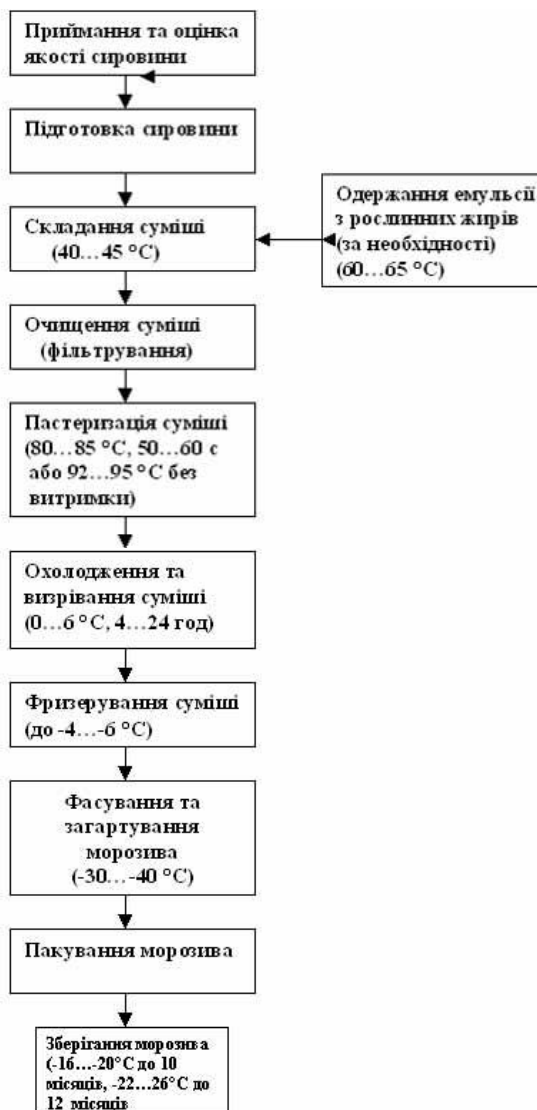 Приймання та оцінка
якості сировини
Підготовка сировини
Складання суміші
(40…45 °С)
Одержання емульсії
з рослинних жирів
(за необхідності)
(60…65 °С)
Очищення суміші
(фільтрування)
Пастеризація суміші
(80…85 °С, 50…60 с
або 92…95 °С без
витримки)
Охолодження та
визрівання суміші
(0…6 °С, 4…24 год)
Фризерування суміші
(до -4…-6 °С)
Фасування та
загартування
морозива
(-30…-40 °С)
Пакування морозива
Зберігання морозива
(-16…-20°С до 10
місяців, -22…26°С до
12 місяців